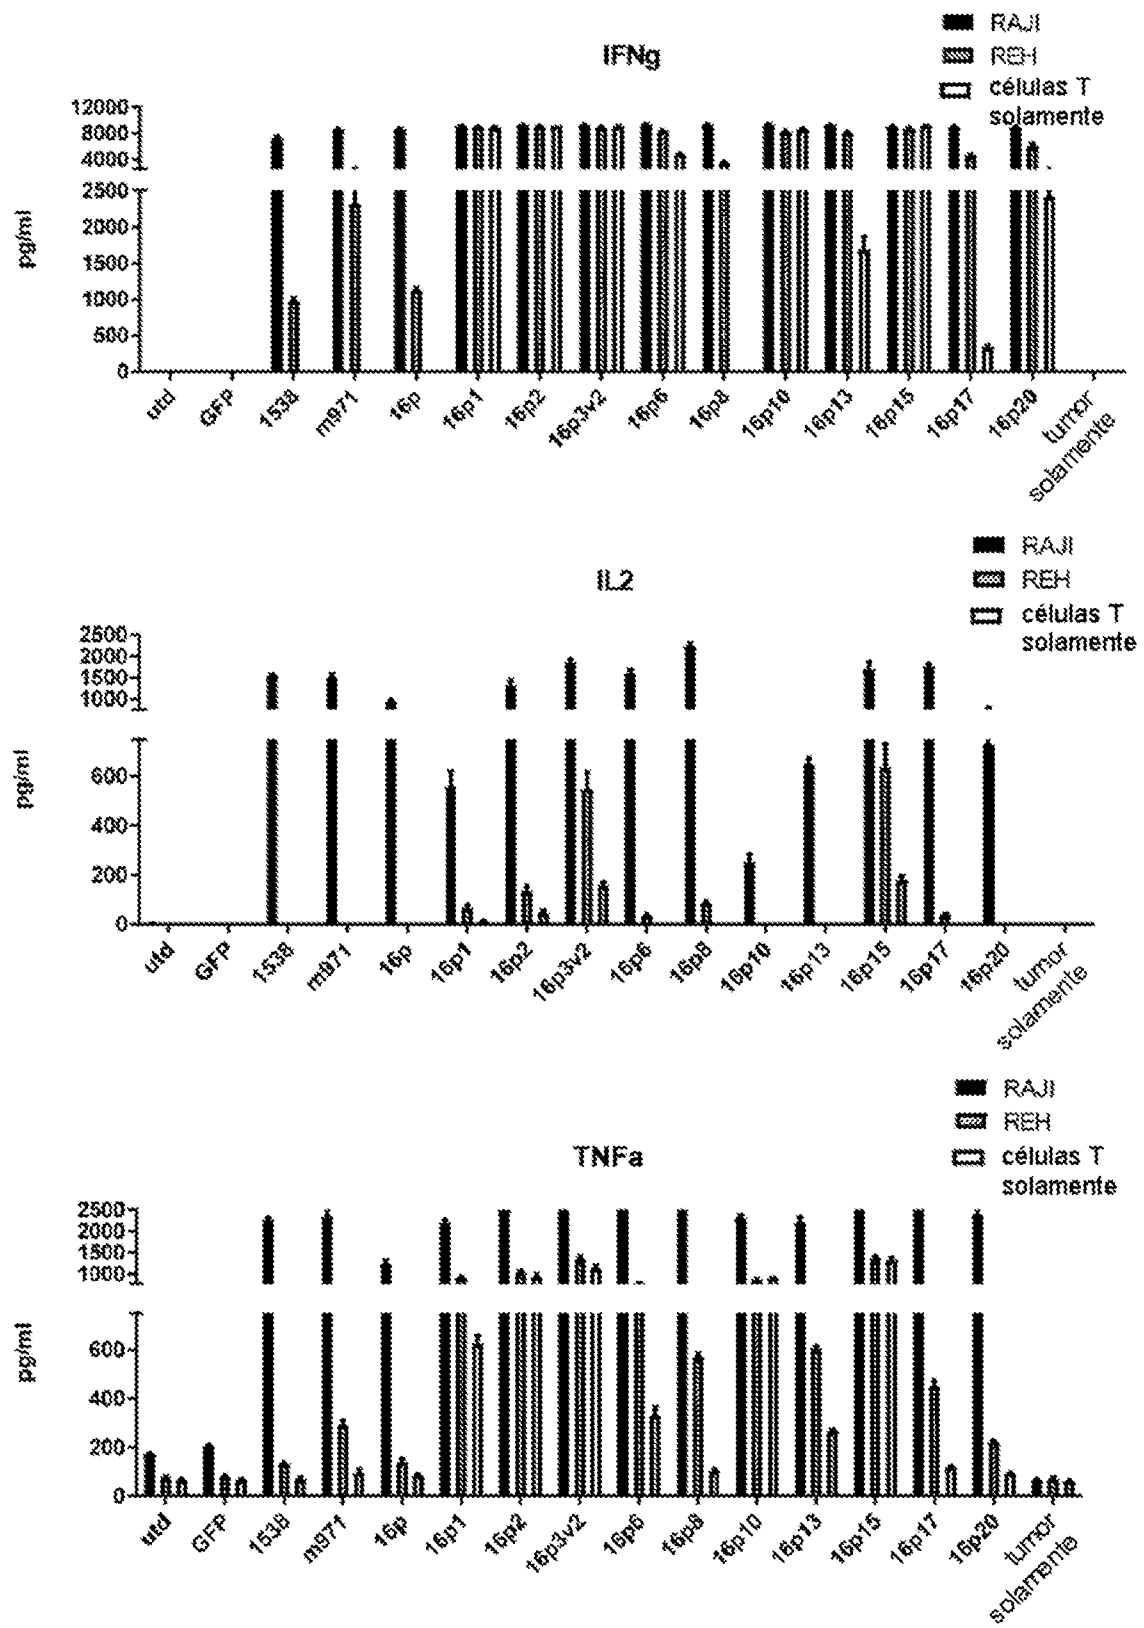 IFNg
RAJI
REH
células T
solamente
pg/ml
12000
8000
4000
2500
2000
1500
1000
500
0
utd
GFP
1538
m971
16p
16p1
16p2
16p3v2
16p6
16p8
16p10
16p13
16p15
16p17
16p20
tumor
solamente
IL2
RAJI
REH
células T
solamente
pg/ml
2500
2000
1500
1000
600
400
200
0
utd
GFP
1538
m971
16p
16p1
16p2
16p3v2
16p6
16p8
16p10
16p13
16p15
16p17
16p20
tumor
solamente
TNFa
RAJI
REH
células T
solamente
pg/ml
2500
2000
1500
1000
600
400
200
0
utd
GFP
1538
m971
16p
16p1
16p2
16p3v2
16p6
16p8
16p10
16p13
16p15
16p17
16p20
tumor
solamente